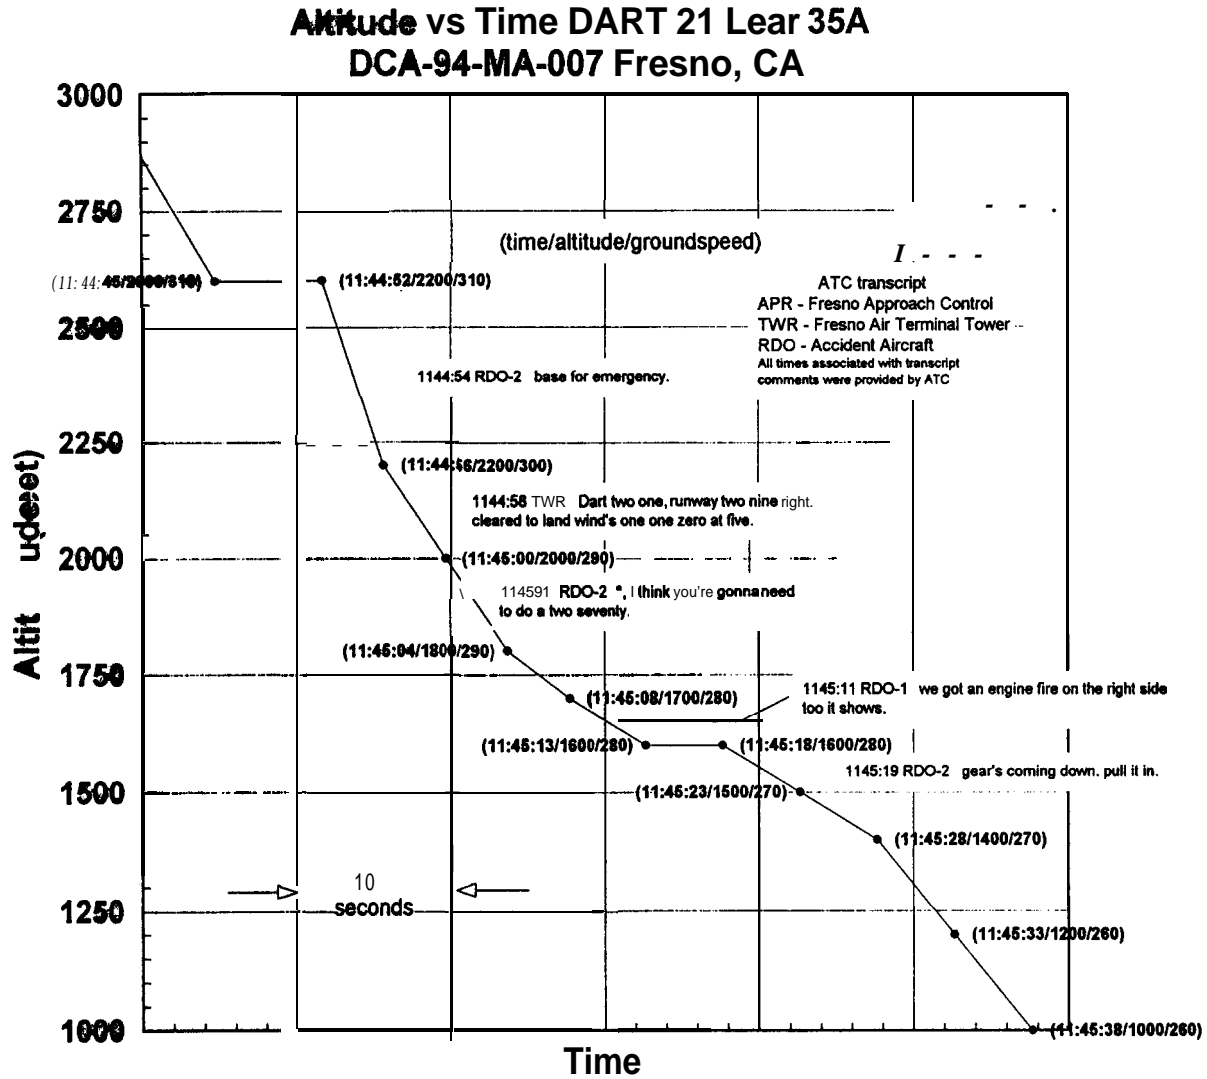 Altitude vs Time DART 21 Lear 35A
DCA-94-MA-007 Fresno, CA
3000
2750
(time/altitude/groundspeed)
(11:44:52/2200/310)
ATC transcript
APR - Fresno Approach Control
2500
TWR - Fresno Air Terminal Tower
RDO - Accident Aircraft
All times associated with transcript
comments were provided by ATC
1144:54 RDO-2 base for emergency.
2250
(11:44:56/2200/300)
1144:58 TWR Dart two one, runway two nine right.
cleared to land wind's one one zero at five.
2000
(11:45:00/2000/290)
114591 RDO-2 *, I think you're gonna need
to do a two seventy.
(11:45:04/1800/290)
1750
(11:45:08/1700/280)
1145:11 RDO-1 we got an engine fire on the right side
too it shows.
(11:45:13/1600/280)
(11:45:18/1600/280)
1145:19 RDO-2 gear's coming down. pull it in.
1500
(11:45:23/1500/270)
(11:45:28/1400/270)
10
seconds
1250
(11:45:33/1200/260)
1000
(11:45:38/1000/260)
Time